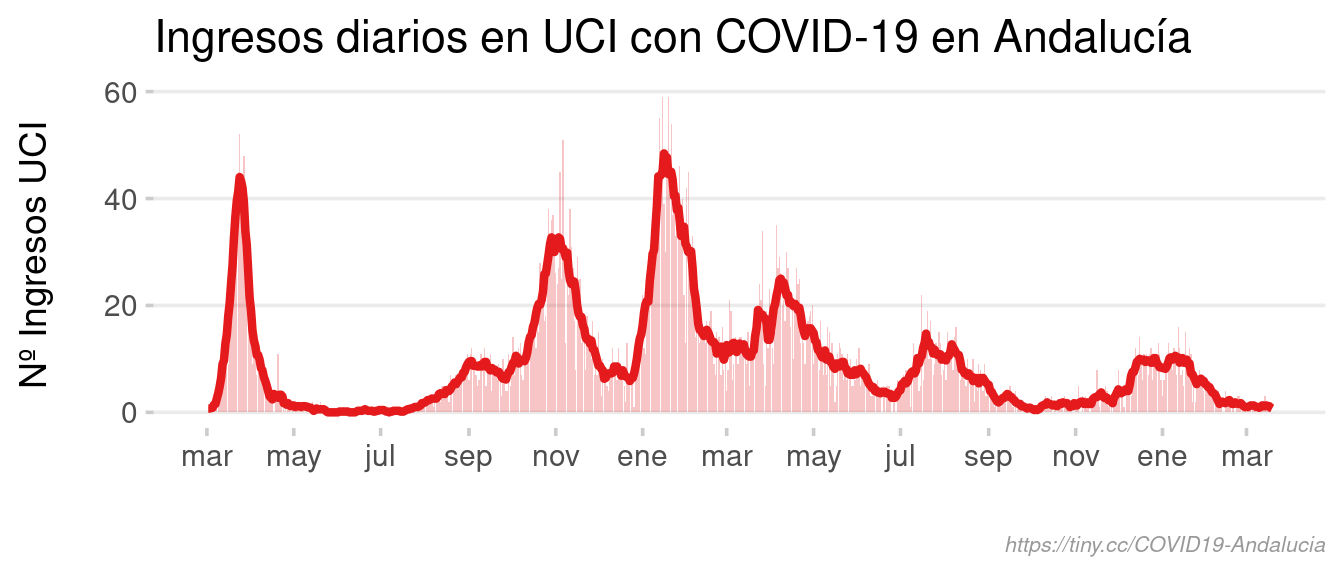 Ingresos diarios en UCI con COVID-19 en Andalucía
Nº Ingresos UCI
60
40
20
0
mar may jul sep nov ene mar may jul sep nov ene mar
https://tiny.cc/COVID19-Andalucia